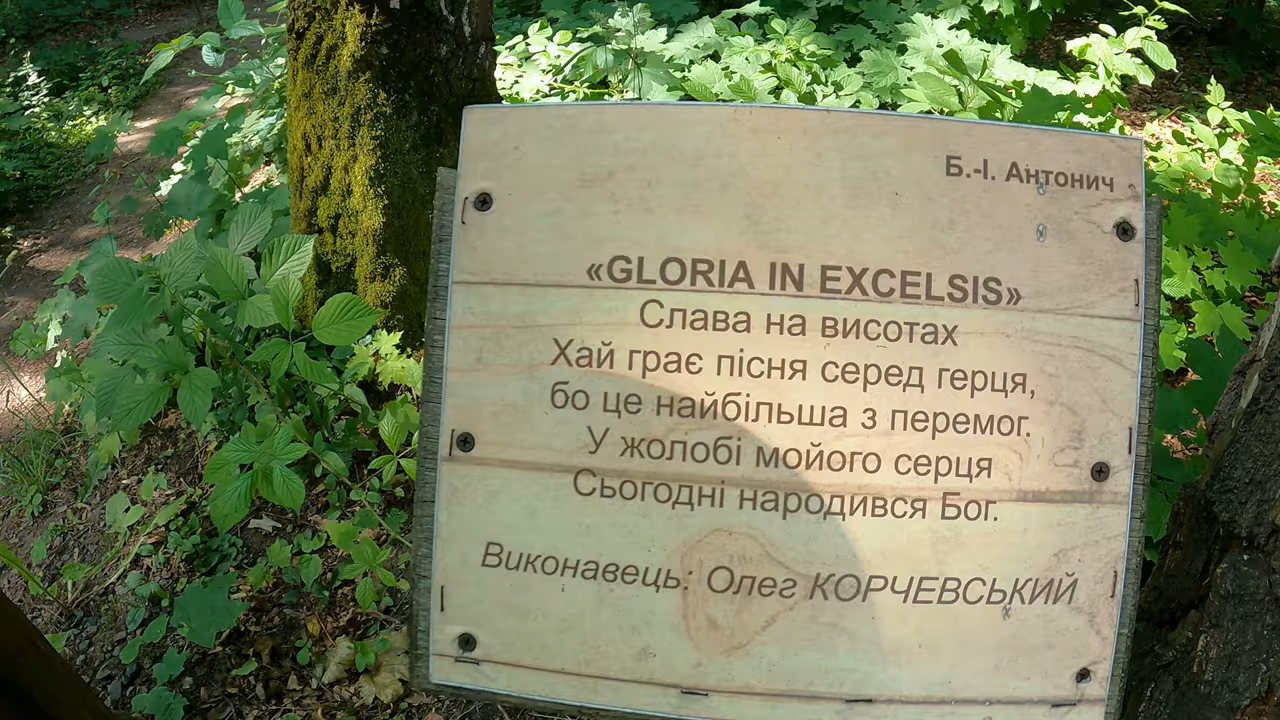 Б.-І. Антонич
«GLORIA IN EXCELSIS»
Слава на висотах
Хай грає пісня серед герця,
бо це найбільша з перемог.
У жолобі мойого серця
Сьогодні народився Бог.
Виконавець: Олег КОРЧЕВСЬКИЙ